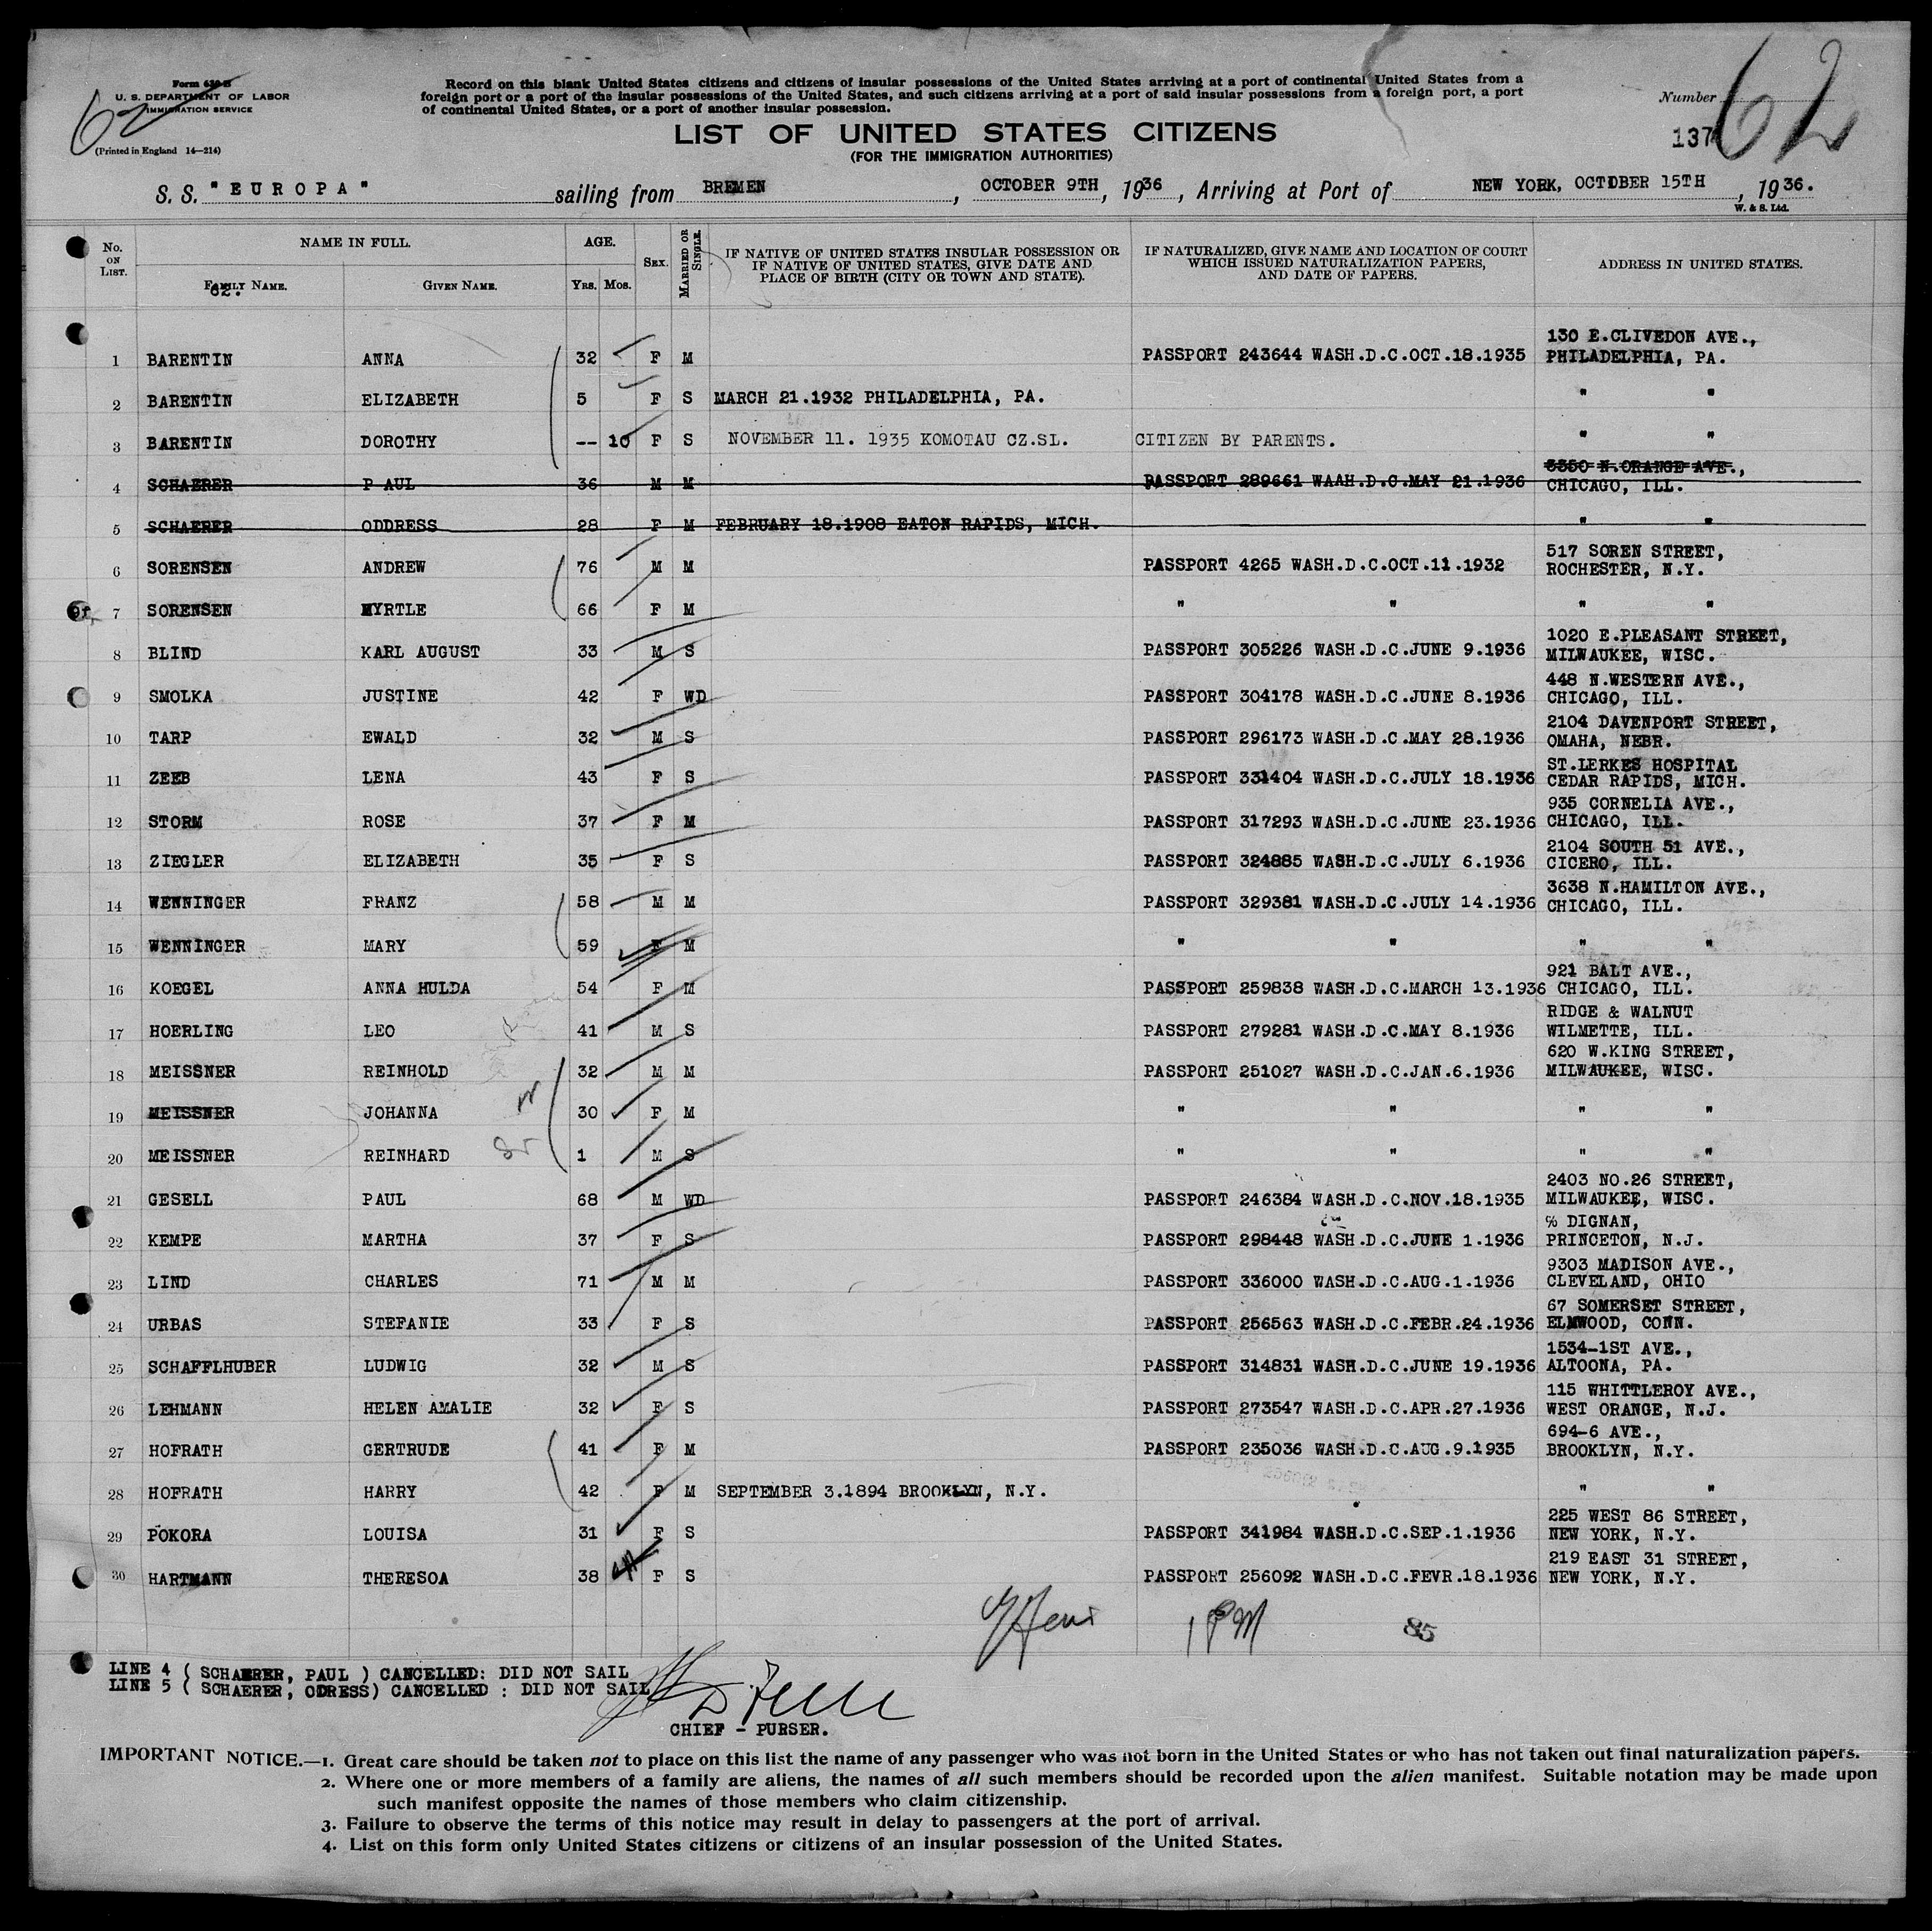 Form 630 B
U. S. DEPARTMENT OF LABOR
IMMIGRATION SERVICE
(Printed in England 14—214)
62
Record on this blank United States citizens and citizens of insular possessions of the United States arriving at a port of continental United States from a
foreign port or a port of the insular possessions of the United States, and such citizens arriving at a port of said insular possessions from a foreign port, a port
of continental United States, or a port of another insular possession.
Number
137
62
LIST OF UNITED STATES CITIZENS
(FOR THE IMMIGRATION AUTHORITIES)
S. S. "EUROPA" sailing from BREMEN, OCTOBER 9TH, 1936, Arriving at Port of NEW YORK, OCTOBER 15TH, 1936.
W. & S. Ltd.
No. ON LIST. NAME IN FULL. AGE. SEX. MARRIED OR SINGLE. IF NATIVE OF UNITED STATES INSULAR POSSESSION OR IF NATIVE OF UNITED STATES, GIVE DATE AND PLACE OF BIRTH (CITY OR TOWN AND STATE). IF NATURALIZED, GIVE NAME AND LOCATION OF COURT WHICH ISSUED NATURALIZATION PAPERS, AND DATE OF PAPERS. ADDRESS IN UNITED STATES.
FAMILY NAME. GIVEN NAME. YRS. MOS.
62.
130 E.CLIVEDON AVE.,
1 BARENTIN ANNA 32 F M PASSPORT 243644 WASH.D.C.OCT.18.1935 PHILADELPHIA, PA.
2 BARENTIN ELIZABETH 5 F S MARCH 21.1932 PHILADELPHIA, PA. " "
3 BARENTIN DOROTHY -- 10 F S NOVEMBER 11. 1935 KOMOTAU CZ.SL. CITIZEN BY PARENTS. " "
3350 N.ORANGE AVE.,
4 SCHAERER P AUL 36 M M PASSPORT 289661 WAAH.D.C.MAY 21.1936 CHICAGO, ILL.
5 SCHAERER ODDRESS 28 F M FEBRUARY 18.1908 EATON RAPIDS, MICH. " "
517 SOREN STREET,
6 SORENSEN ANDREW 76 M M PASSPORT 4265 WASH.D.C.OCT.11.1932 ROCHESTER, N.Y.
7 SORENSEN MYRTLE 66 F M " " " "
1020 E.PLEASANT STREET,
8 BLIND KARL AUGUST 33 M S PASSPORT 305226 WASH.D.C.JUNE 9.1936 MILWAUKEE, WISC.
448 N.WESTERN AVE.,
9 SMOLKA JUSTINE 42 F WD PASSPORT 304178 WASH.D.C.JUNE 8.1936 CHICAGO, ILL.
2104 DAVENPORT STREET,
10 TARP EWALD 32 M S PASSPORT 296173 WASH.D.C.MAY 28.1936 OMAHA, NEBR.
ST.LERKES HOSPITAL
11 ZEEB LENA 43 F S PASSPORT 331404 WASH.D.C.JULY 18.1936 CEDAR RAPIDS, MICH.
935 CORNELIA AVE.,
12 STORM ROSE 37 F M PASSPORT 317293 WASH.D.C.JUNE 23.1936 CHICAGO, ILL.
2104 SOUTH 51 AVE.,
13 ZIEGLER ELIZABETH 35 F S PASSPORT 324885 WASH.D.C.JULY 6.1936 CICERO, ILL.
3638 N.HAMILTON AVE.,
14 WENNINGER FRANZ 58 M M PASSPORT 329381 WASH.D.C.JULY 14.1936 CHICAGO, ILL.
15 WENNINGER MARY 59 F M " " " "
921 BALT AVE.,
16 KOEGEL ANNA HULDA 54 F M PASSPORT 259838 WASH.D.C.MARCH 13.1936 CHICAGO, ILL.
RIDGE & WALNUT
17 HOERLING LEO 41 M S PASSPORT 279281 WASH.D.C.MAY 8.1936 WILMETTE, ILL.
620 W.KING STREET,
18 MEISSNER REINHOLD 32 M M PASSPORT 251027 WASH.D.C.JAN.6.1936 MILWAUKEE, WISC.
19 MEISSNER JOHANNA 30 F M " " " "
20 MEISSNER REINHARD 1 M S " " " "
2403 NO.26 STREET,
21 GESELL PAUL 68 M WD PASSPORT 246384 WASH.D.C.NOV.18.1935 MILWAUKEE, WISC.
℅ DIGNAN,
22 KEMPE MARTHA 37 F S PASSPORT 298448 WASH.D.C.JUNE 1.1936 PRINCETON, N.J.
9303 MADISON AVE.,
23 LIND CHARLES 71 M M PASSPORT 336000 WASH.D.C.AUG.1.1936 CLEVELAND, OHIO
67 SOMERSET STREET,
24 URBAS STEFANIE 33 F S PASSPORT 256563 WASH.D.C.FEBR.24.1936 ELMWOOD, CONN.
1534-1ST AVE.,
25 SCHAFFLHUBER LUDWIG 32 M S PASSPORT 314831 WASH.D.C.JUNE 19.1936 ALTOONA, PA.
115 WHITTLEROY AVE.,
26 LEHMANN HELEN AMALIE 32 F S PASSPORT 273547 WASH.D.C.APR.27.1936 WEST ORANGE, N.J.
694-6 AVE.,
27 HOFRATH GERTRUDE 41 F M PASSPORT 235036 WASH.D.C.AUG.9.1935 BROOKLYN, N.Y.
28 HOFRATH HARRY 42 F M SEPTEMBER 3.1894 BROOKLYN, N.Y. " "
225 WEST 86 STREET,
29 POKORA LOUISA 31 F S PASSPORT 341984 WASH.D.C.SEP.1.1936 NEW YORK, N.Y.
219 EAST 31 STREET,
30 HARTMANN THERESOA 38 F S PASSPORT 256092 WASH.D.C.FEVR.18.1936 NEW YORK, N.Y.
85
LINE 4 ( SCHAERER, PAUL ) CANCELLED: DID NOT SAIL
LINE 5 ( SCHAERER, ODRESS) CANCELLED : DID NOT SAIL
CHIEF - PURSER.
IMPORTANT NOTICE.—1. Great care should be taken not to place on this list the name of any passenger who was not born in the United States or who has not taken out final naturalization papers.
2. Where one or more members of a family are aliens, the names of all such members should be recorded upon the alien manifest. Suitable notation may be made upon
such manifest opposite the names of those members who claim citizenship.
3. Failure to observe the terms of this notice may result in delay to passengers at the port of arrival.
4. List on this form only United States citizens or citizens of an insular possession of the United States.